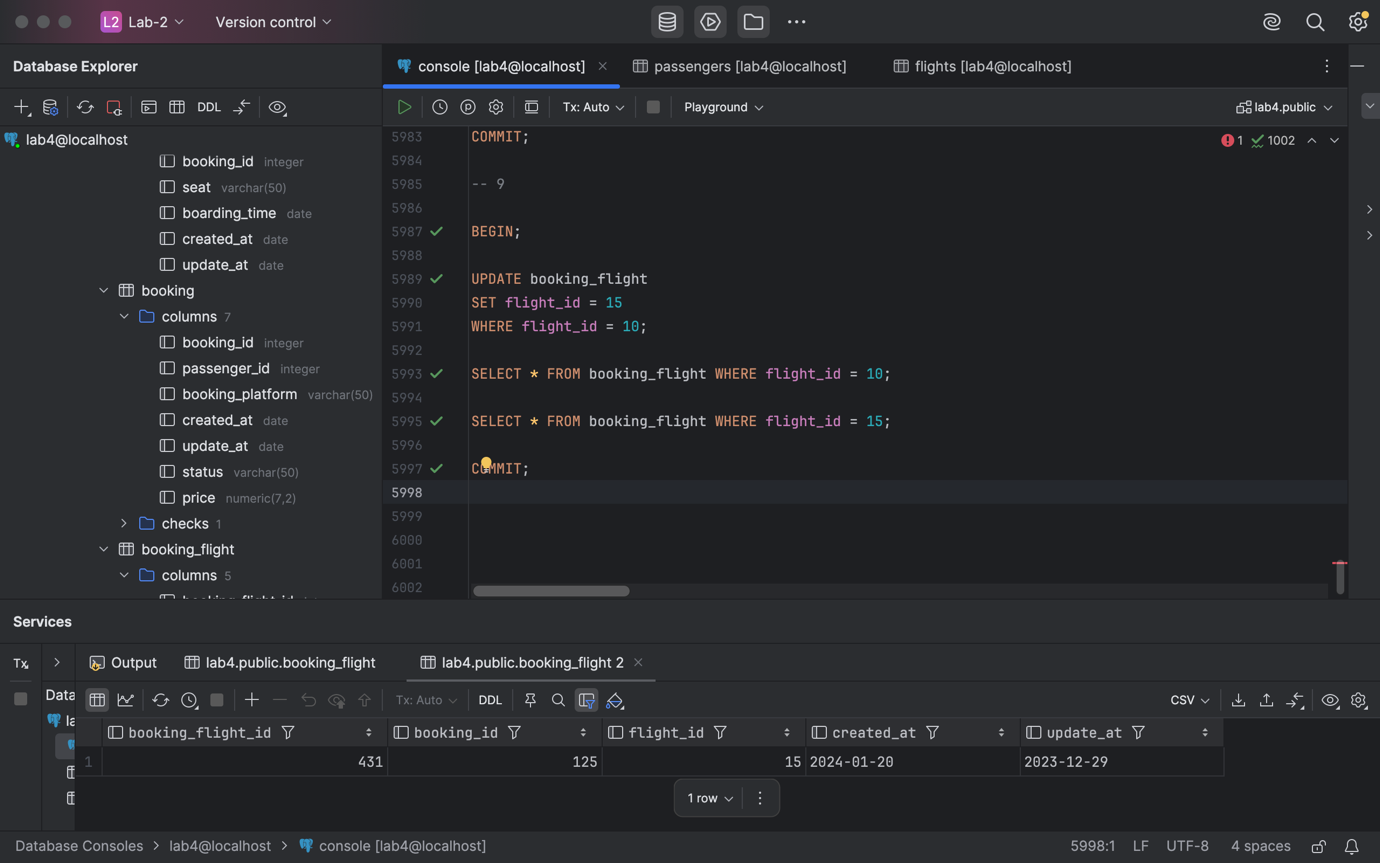 L2 Lab-2 Version control
Database Explorer
console [lab4@localhost] passengers [lab4@localhost] flights [lab4@localhost]
DDL
Tx: Auto Playground lab4.public
lab4@localhost
booking_id integer
seat varchar(50)
boarding_time date
created_at date
update_at date
booking
columns 7
booking_id integer
passenger_id integer
booking_platform varchar(50)
created_at date
update_at date
status varchar(50)
price numeric(7,2)
checks 1
booking_flight
columns 5
1 1002
5983 COMMIT;
5984
5985 -- 9
5986
5987 BEGIN;
5988
5989 UPDATE booking_flight
5990 SET flight_id = 15
5991 WHERE flight_id = 10;
5992
5993 SELECT * FROM booking_flight WHERE flight_id = 10;
5994
5995 SELECT * FROM booking_flight WHERE flight_id = 15;
5996
5997 COMMIT;
5998
5999
6000
6001
6002
Services
Tx Output lab4.public.booking_flight lab4.public.booking_flight 2
Data
la
Tx: Auto DDL CSV
booking_flight_id booking_id flight_id created_at update_at
1 431 125 15 2024-01-20 2023-12-29
1 row
Database Consoles lab4@localhost console [lab4@localhost] 5998:1 LF UTF-8 4 spaces